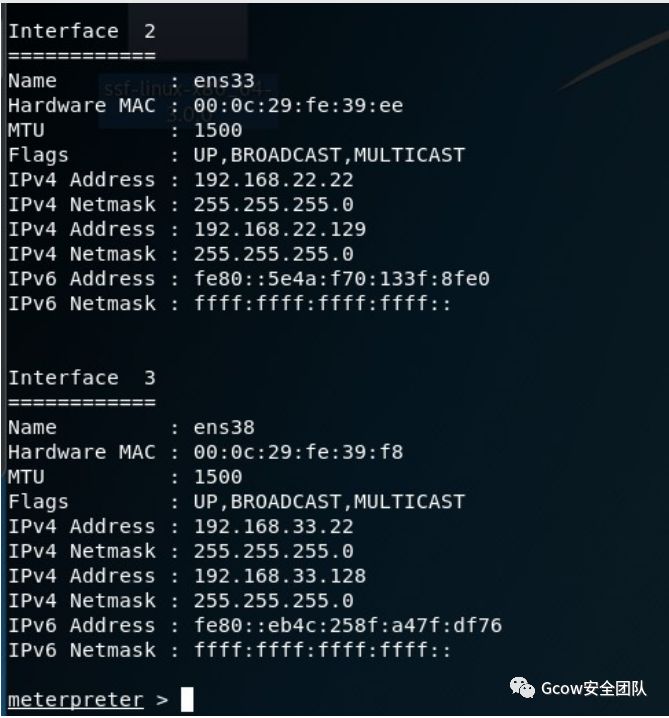 Interface  2
============
Name         : ens33
Hardware MAC : 00:0c:29:fe:39:ee
MTU          : 1500
Flags        : UP,BROADCAST,MULTICAST
IPv4 Address : 192.168.22.22
IPv4 Netmask : 255.255.255.0
IPv4 Address : 192.168.22.129
IPv4 Netmask : 255.255.255.0
IPv6 Address : fe80::5e4a:f70:133f:8fe0
IPv6 Netmask : ffff:ffff:ffff:ffff::
Interface  3
============
Name         : ens38
Hardware MAC : 00:0c:29:fe:39:f8
MTU          : 1500
Flags        : UP,BROADCAST,MULTICAST
IPv4 Address : 192.168.33.22
IPv4 Netmask : 255.255.255.0
IPv4 Address : 192.168.33.128
IPv4 Netmask : 255.255.255.0
IPv6 Address : fe80::eb4c:258f:a47f:df76
IPv6 Netmask : ffff:ffff:ffff:ffff::
meterpreter >
Gcow安全团队